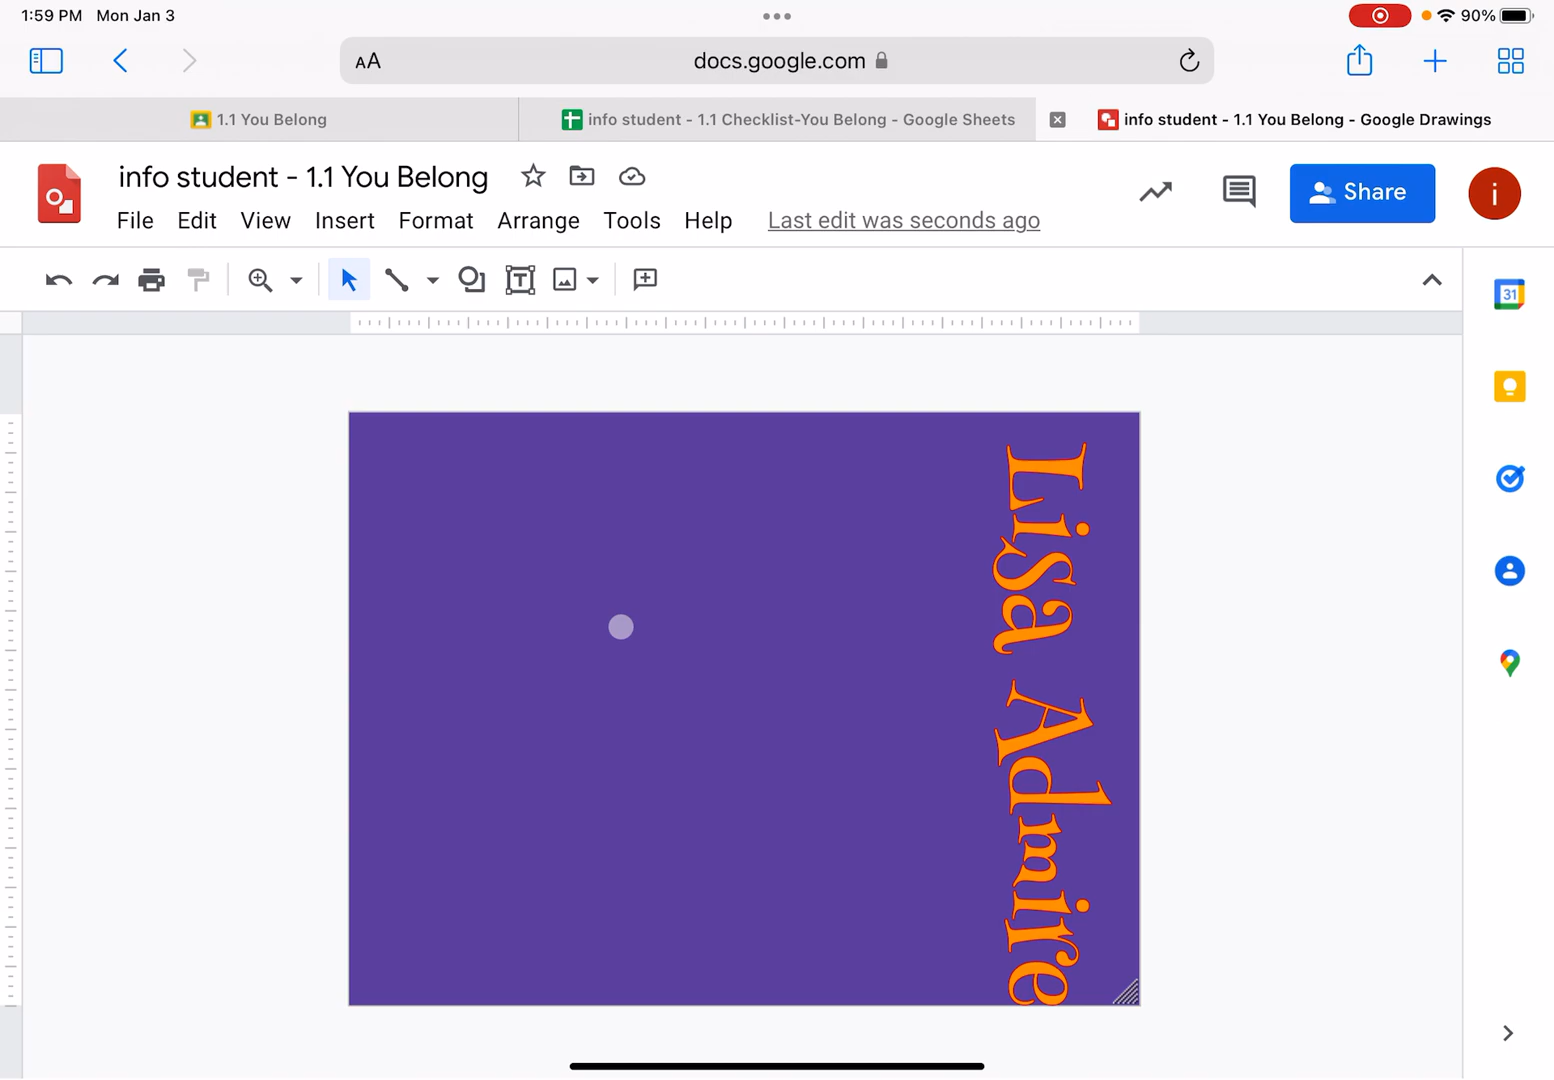 1:59 PM Mon Jan 3
90%
AA
docs.google.com
1.1 You Belong
info student - 1.1 Checklist-You Belong - Google Sheets
info student - 1.1 You Belong - Google Drawings
info student - 1.1 You Belong
Share
i
File Edit View Insert Format Arrange Tools Help Last edit was seconds ago
T
31
Lisa Admire